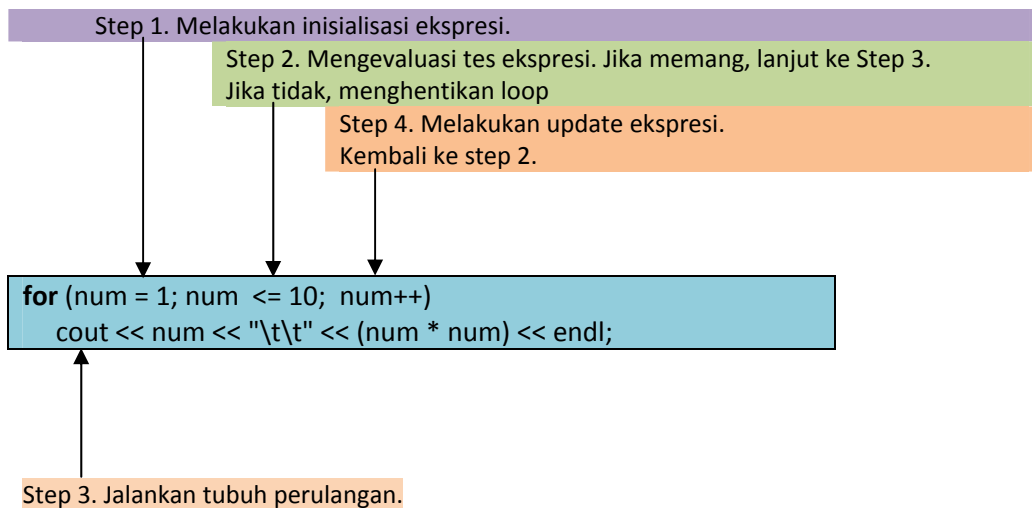 Step 1. Melakukan inisialisasi ekspresi.
Step 2. Mengevaluasi tes ekspresi. Jika memang, lanjut ke Step 3.
Jika tidak, menghentikan loop
Step 4. Melakukan update ekspresi.
Kembali ke step 2.
for (num = 1; num <= 10; num++)
cout << num << "\t\t" << (num * num) << endl;
Step 3. Jalankan tubuh perulangan.